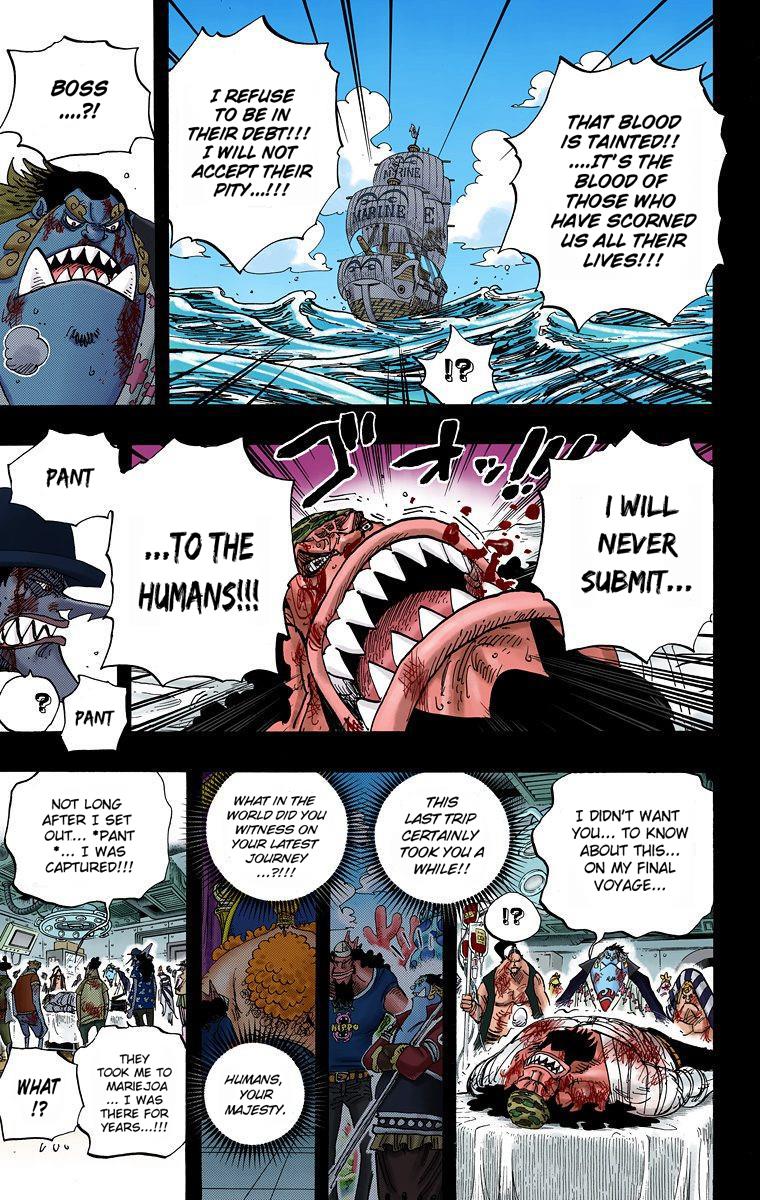 THAT BLOOD
IS TAINTED!!
....IT'S THE
BLOOD OF
THOSE WHO
HAVE SCORNED
US ALL THEIR
LIVES!!!
I REFUSE
TO BE IN
THEIR DEBT!!!
I WILL NOT
ACCEPT THEIR
PITY...!!!
MARINE
MARINE
E
!?
BOSS
....?!
I WILL
NEVER
SUBMIT...
ゴオッ!!!
...TO THE
HUMANS!!!
PANT
?
PANT
I DIDN'T WANT
YOU... TO KNOW
ABOUT THIS...
ON MY FINAL
VOYAGE...
!?
THIS
LAST TRIP
CERTAINLY
TOOK YOU A
WHILE!!
HIPPO
WHAT IN THE
WORLD DID YOU
WITNESS ON
YOUR LATEST
JOURNEY
...?!!!
HUMANS,
YOUR
MAJESTY.
NOT LONG
AFTER I SET
OUT... *PANT
*... I WAS
CAPTURED!!!
THEY
TOOK ME TO
MARIEJOA
... I WAS
THERE FOR
YEARS...!!!
WHAT
!?